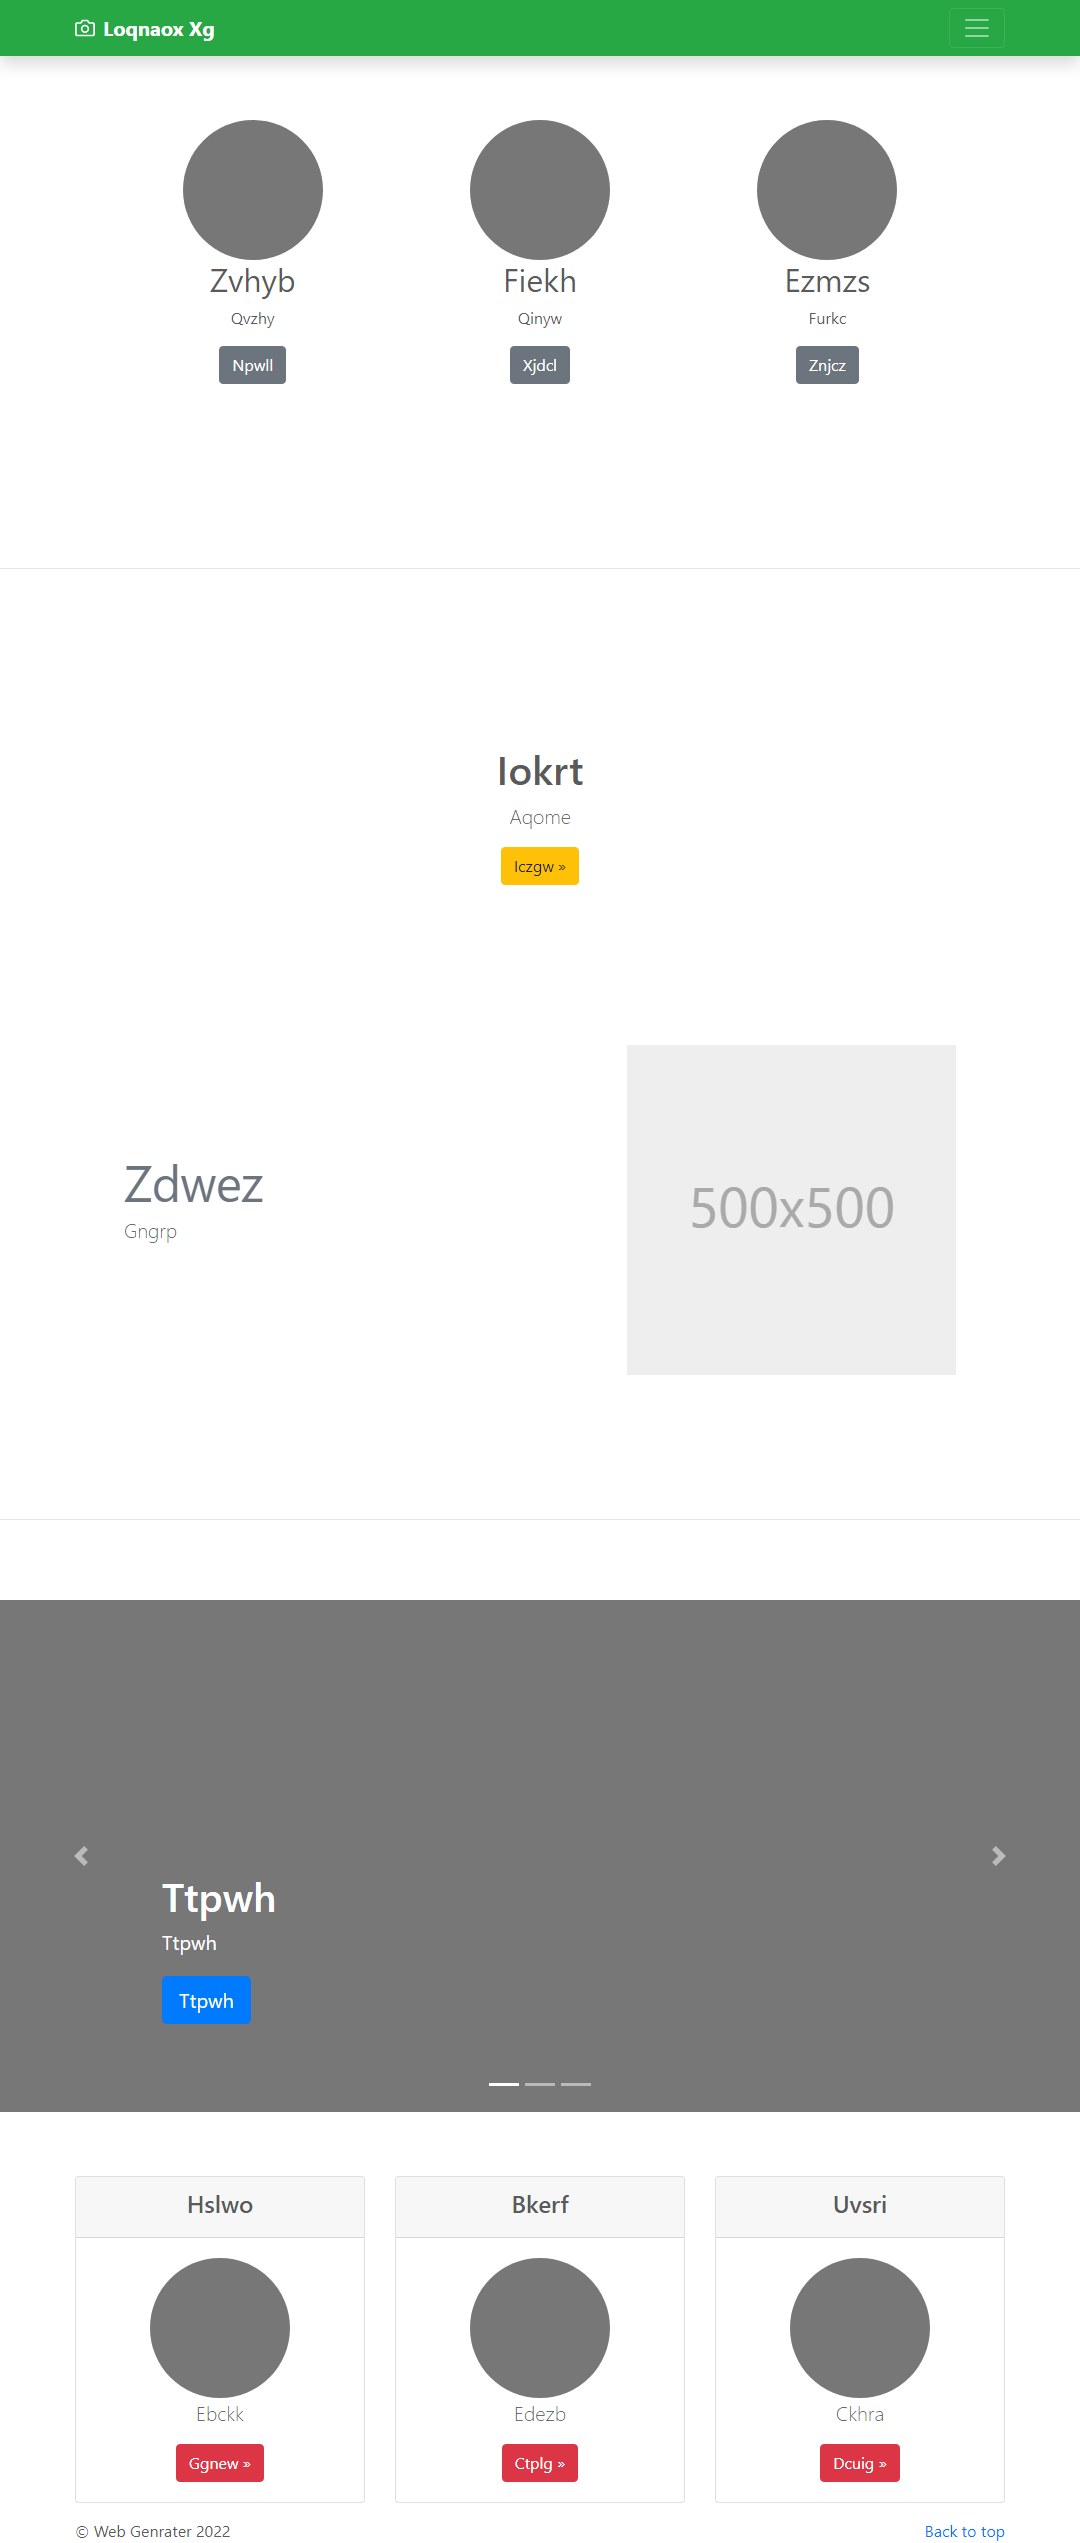 Loqnaox Xg
Zvhyb
Qvzhy
Npwll
Fiekh
Qinyw
Xjdcl
Ezmzs
Furkc
Znjcz
Iokrt
Aqome
Iczgw »
Zdwez
Gngrp
500x500
Ttpwh
Ttpwh
Ttpwh
Hslwo
Ebckk
Ggnew »
Bkerf
Edezb
Ctplg »
Uvsri
Ckhra
Dcuig »
© Web Genrater 2022
Back to top